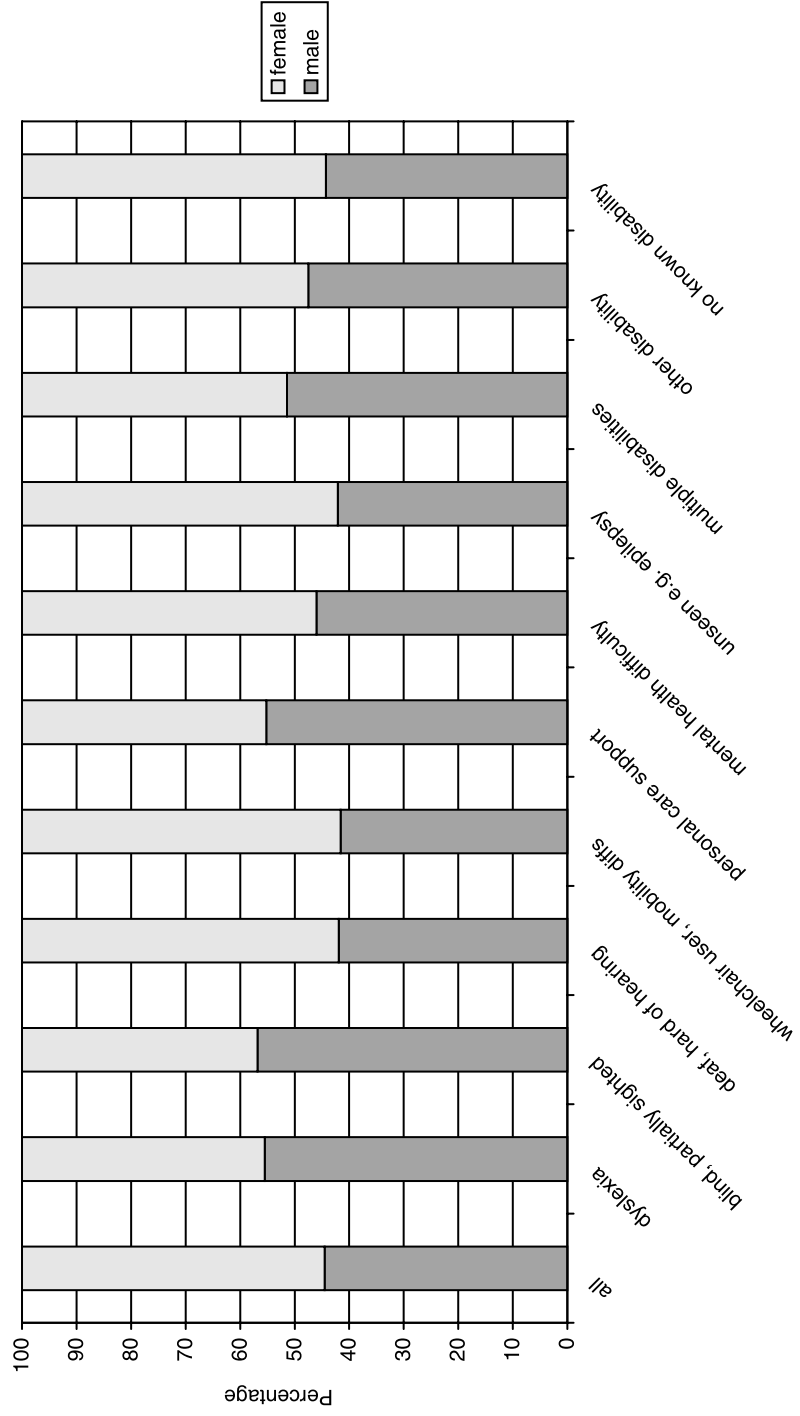 female
male
Percentage
100
90
80
70
60
50
40
30
20
10
0
all
dyslexia
blind, partially sighted
deaf, hard of hearing
wheelchair user, mobility diffs
personal care support
mental health difficulty
unseen e.g. epilepsy
multiple disabilities
other disability
no known disability